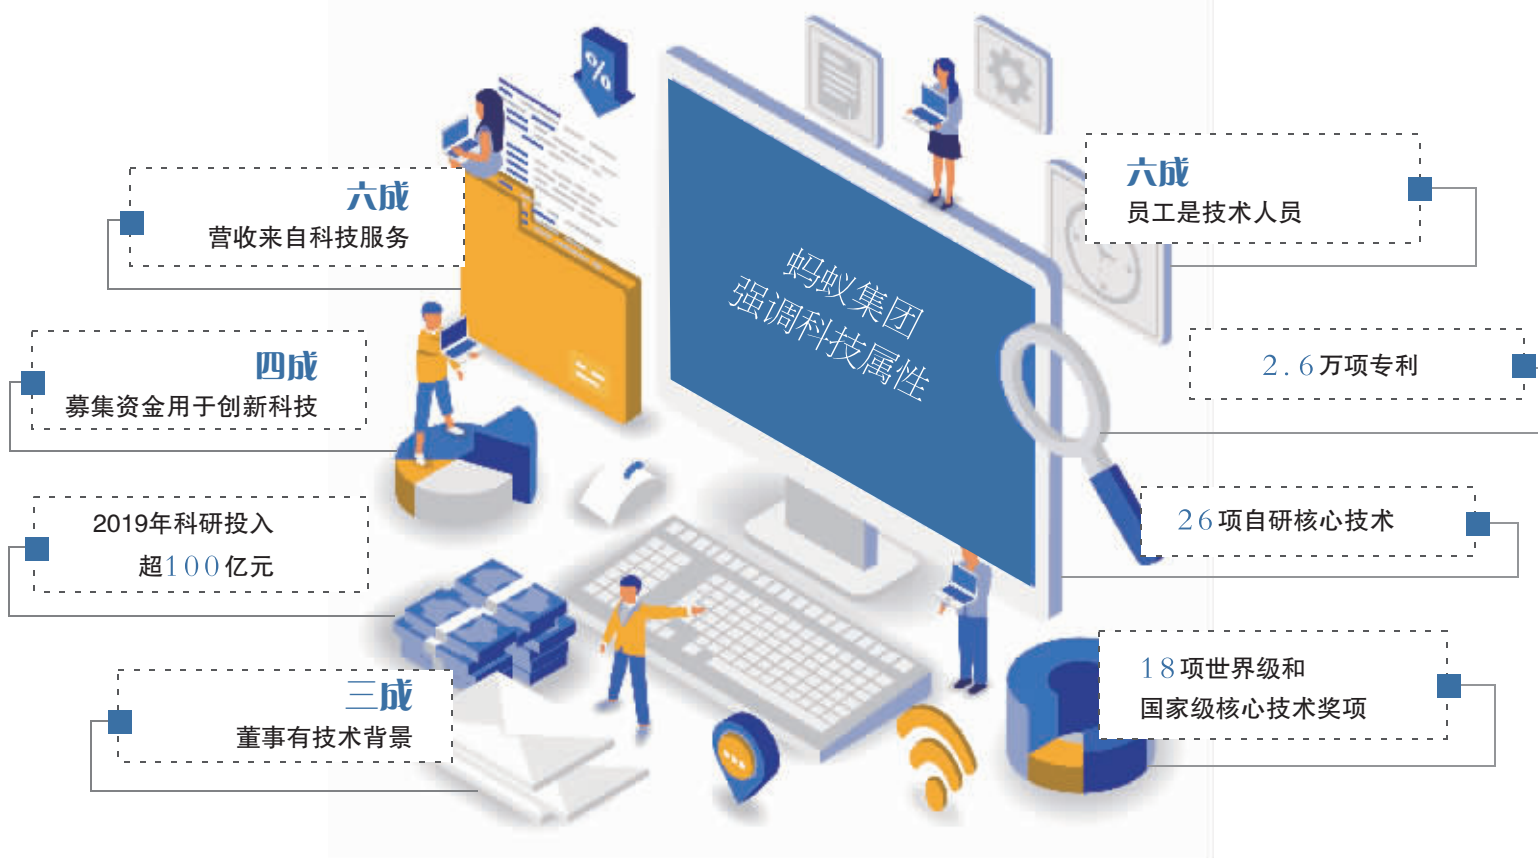 蚂蚁集团
强调科技属性
六成
营收来自科技服务
四成
募集资金用于创新科技
2019年科研投入
超100亿元
三成
董事有技术背景
六成
员工是技术人员
2.6万项专利
26项自研核心技术
18项世界级和
国家级核心技术奖项
%